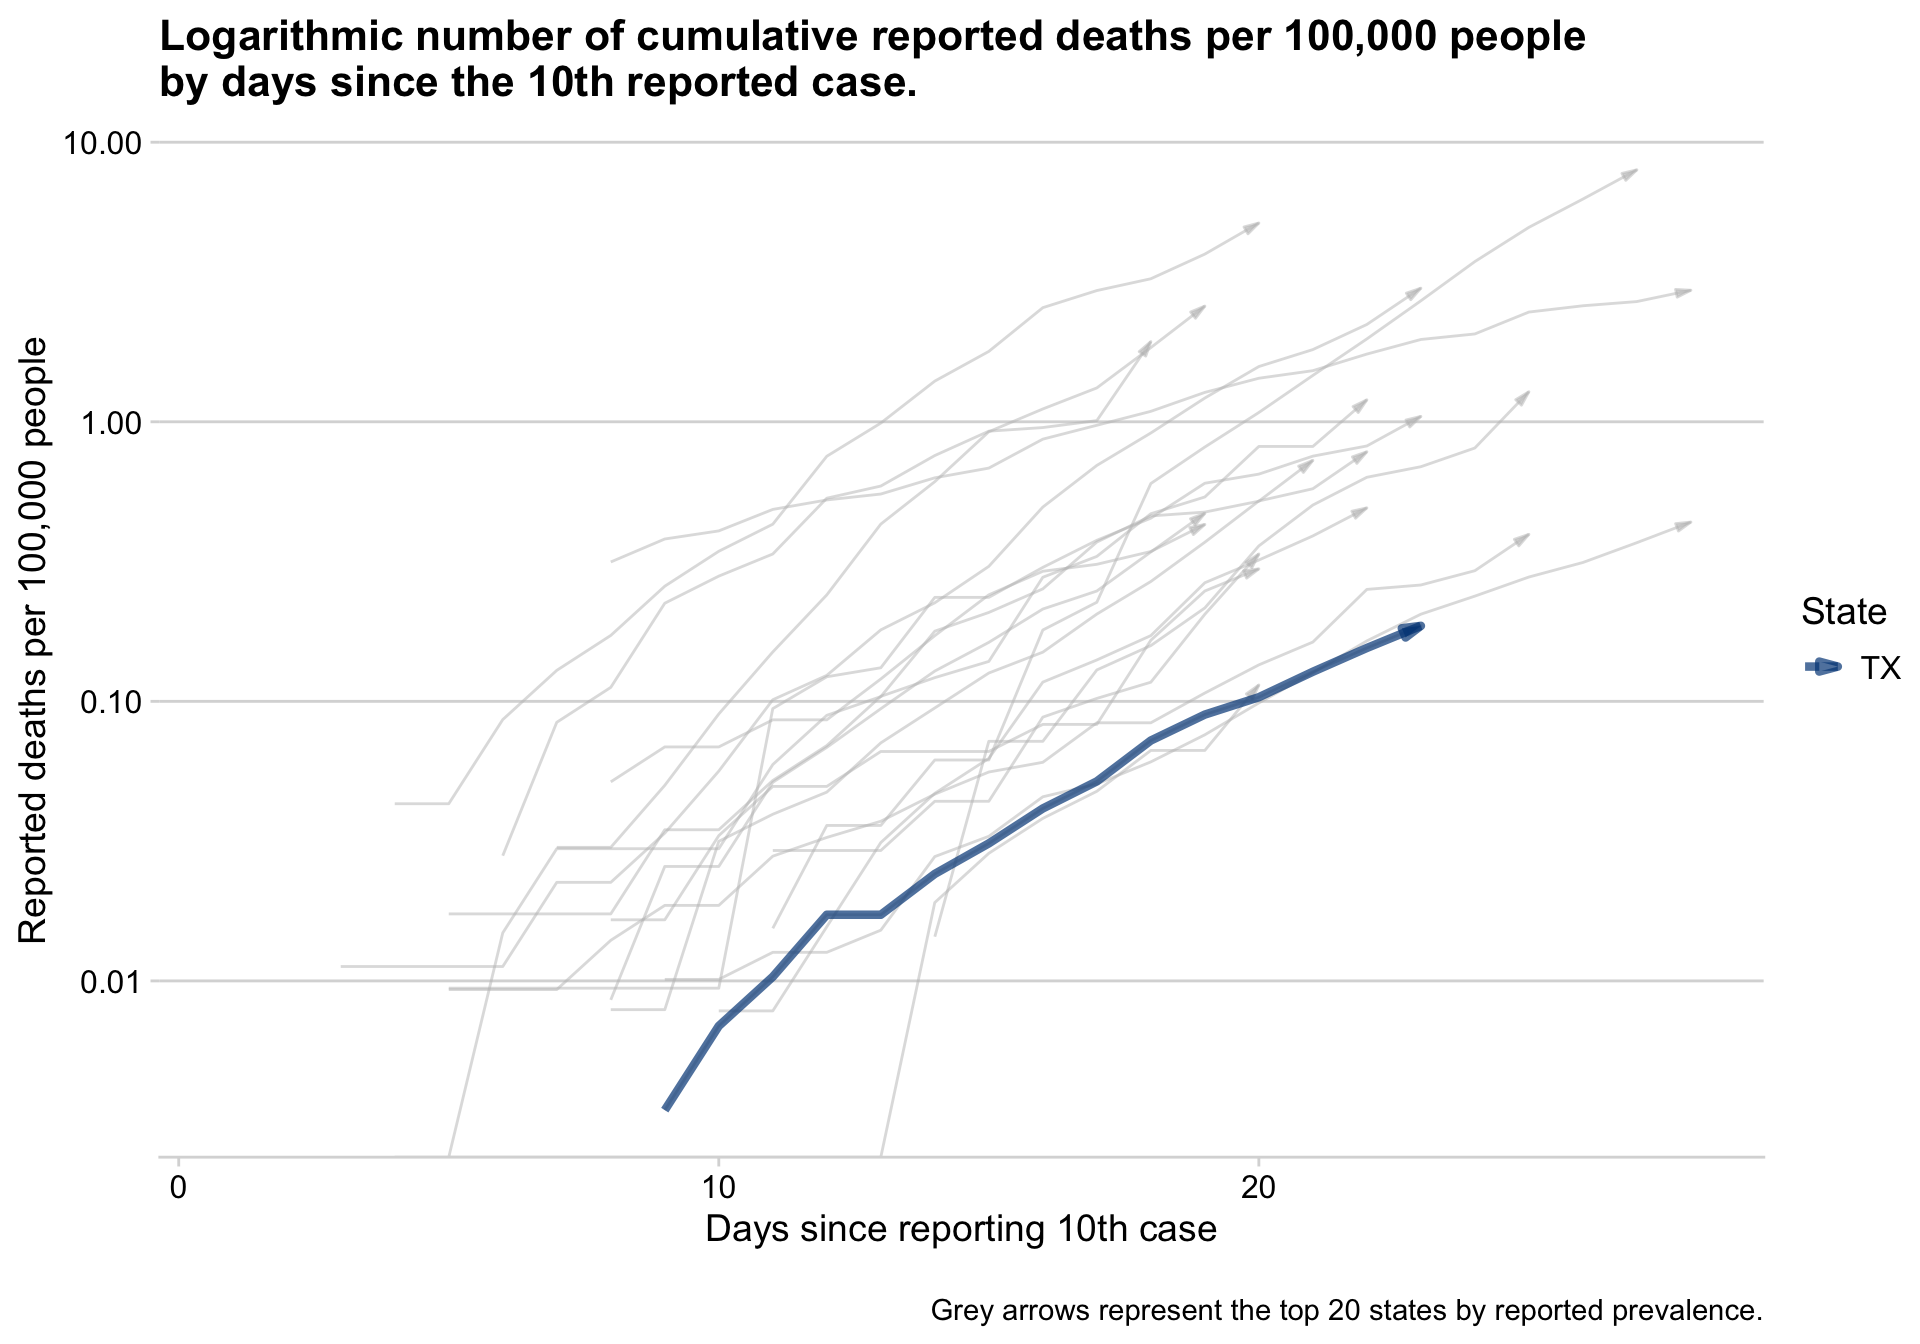 Logarithmic number of cumulative reported deaths per 100,000 people
by days since the 10th reported case.
10.00
1.00
0.10
0.01
Reported deaths per 100,000 people
0
10
20
Days since reporting 10th case
State
TX
Grey arrows represent the top 20 states by reported prevalence.